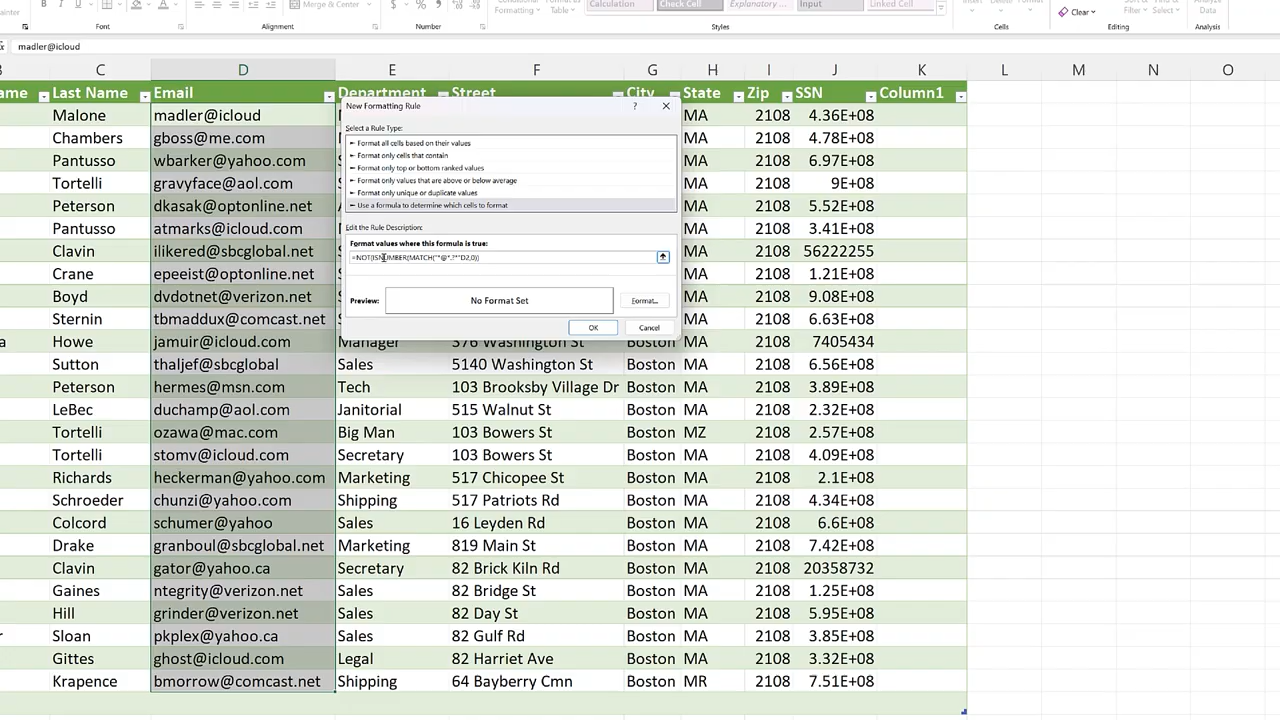 B I U Merge & Center $ % Conditional Formatting Format as Table Calculation Check Cell Explanatory ... Input Linked Cell Insert Delete Format Clear Sort & Filter Find & Select Analyze Data
Font Alignment Number Styles Cells Editing Analysis
madler@icloud
B C D E F G H I J K L M N O
ame Last Name Email Department Street City State Zip SSN Column1
Malone madler@icloud MA 2108 4.36E+08
Chambers gboss@me.com MA 2108 4.78E+08
Pantusso wbarker@yahoo.com MA 2108 6.97E+08
Tortelli gravyface@aol.com MA 2108 9E+08
Peterson dkasak@optonline.net MA 2108 5.52E+08
Pantusso atmarks@icloud.com MA 2108 3.41E+08
Clavin ilikered@sbcglobal.net MA 2108 56222255
Crane epeeist@optonline.net MA 2108 1.21E+08
Boyd dvdotnet@verizon.net MA 2108 9.08E+08
Sternin tbmaddux@comcast.net MA 2108 6.63E+08
a Howe jamuir@icloud.com Manager 376 Washington St Boston MA 2108 7405434
Sutton thaljef@sbcglobal Sales 5140 Washington St Boston MA 2108 6.56E+08
Peterson hermes@msn.com Tech 103 Brooksby Village Dr Boston MA 2108 3.89E+08
LeBec duchamp@aol.com Janitorial 515 Walnut St Boston MA 2108 2.32E+08
Tortelli ozawa@mac.com Big Man 103 Bowers St Boston MZ 2108 2.57E+08
Tortelli stomv@icloud.com Secretary 103 Bowers St Boston MA 2108 4.09E+08
Richards heckerman@yahoo.com Marketing 517 Chicopee St Boston MA 2108 2.1E+08
Schroeder chunzi@yahoo.com Shipping 517 Patriots Rd Boston MA 2108 4.34E+08
Colcord schumer@yahoo Sales 16 Leyden Rd Boston MA 2108 6.6E+08
Drake granboul@sbcglobal.net Marketing 819 Main St Boston MA 2108 7.42E+08
Clavin gator@yahoo.ca Secretary 82 Brick Kiln Rd Boston MA 2108 20358732
Gaines ntegrity@verizon.net Sales 82 Bridge St Boston MA 2108 1.25E+08
Hill grinder@verizon.net Sales 82 Day St Boston MA 2108 5.95E+08
r Sloan pkplex@yahoo.ca Sales 82 Gulf Rd Boston MA 2108 3.85E+08
Gittes ghost@icloud.com Legal 82 Harriet Ave Boston MA 2108 3.32E+08
Krapence bmorrow@comcast.net Shipping 64 Bayberry Cmn Boston MR 2108 7.51E+08
New Formatting Rule ? ×
Select a Rule Type:
► Format all cells based on their values
► Format only cells that contain
► Format only top or bottom ranked values
► Format only values that are above or below average
► Format only unique or duplicate values
► Use a formula to determine which cells to format
Edit the Rule Description:
Format values where this formula is true:
=NOT(ISNUMBER(MATCH("*@*.?*"D2,0))
Preview: No Format Set Format...
OK Cancel